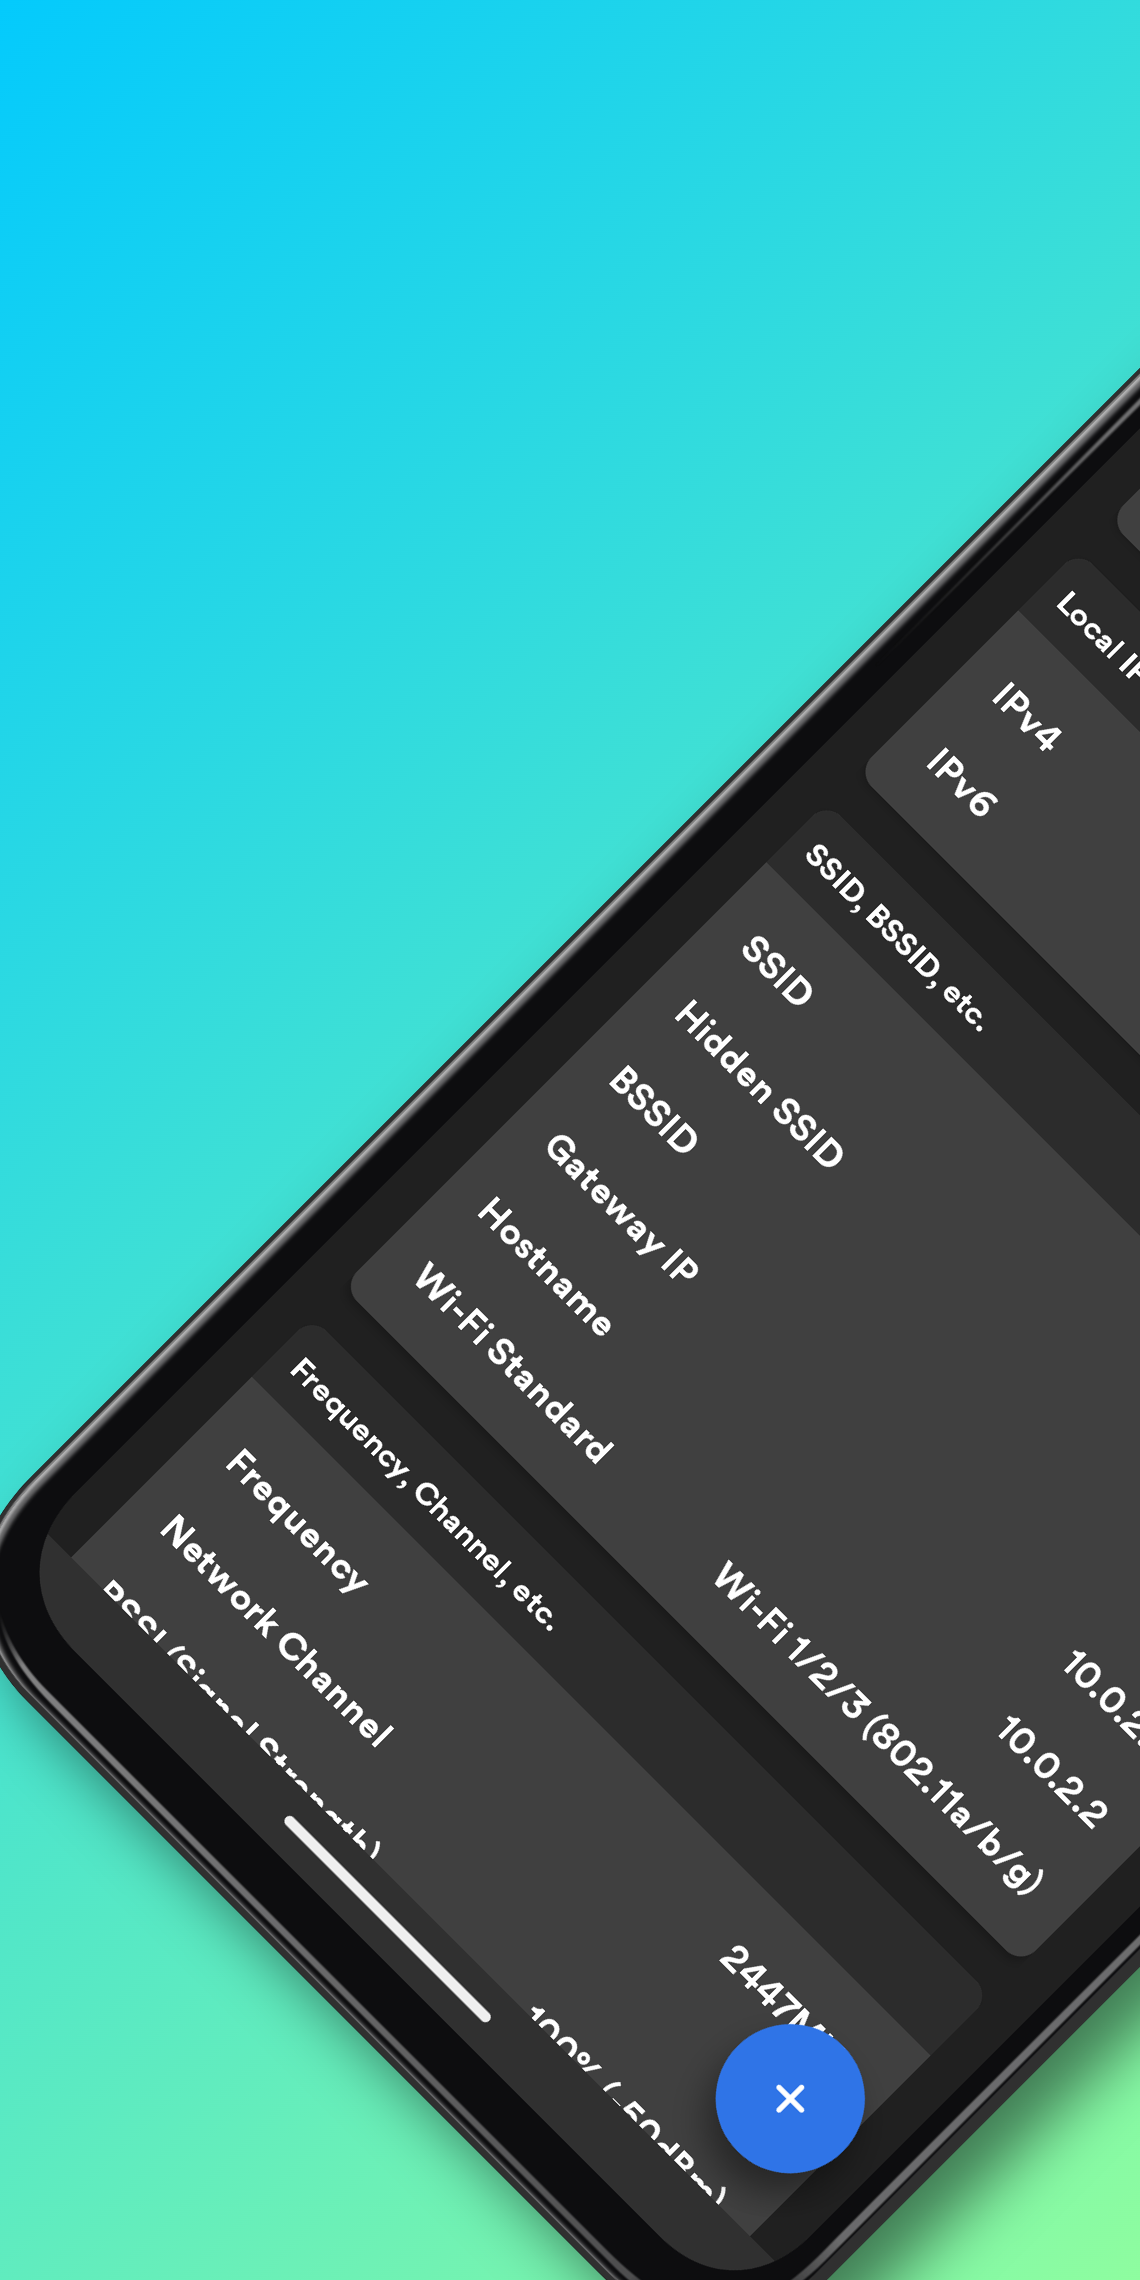 Local IP
IPv4
IPv6
SSID, BSSID, etc.
SSID
Hidden SSID
BSSID
Gateway IP
10.0.2.
Hostname
10.0.2.2
Wi-Fi Standard
Wi-Fi 1/2/3 (802.11a/b/g)
Frequency, Channel, etc.
Frequency
2447M
Network Channel
RSSI (Signal Strength)
100% (-50dBm)